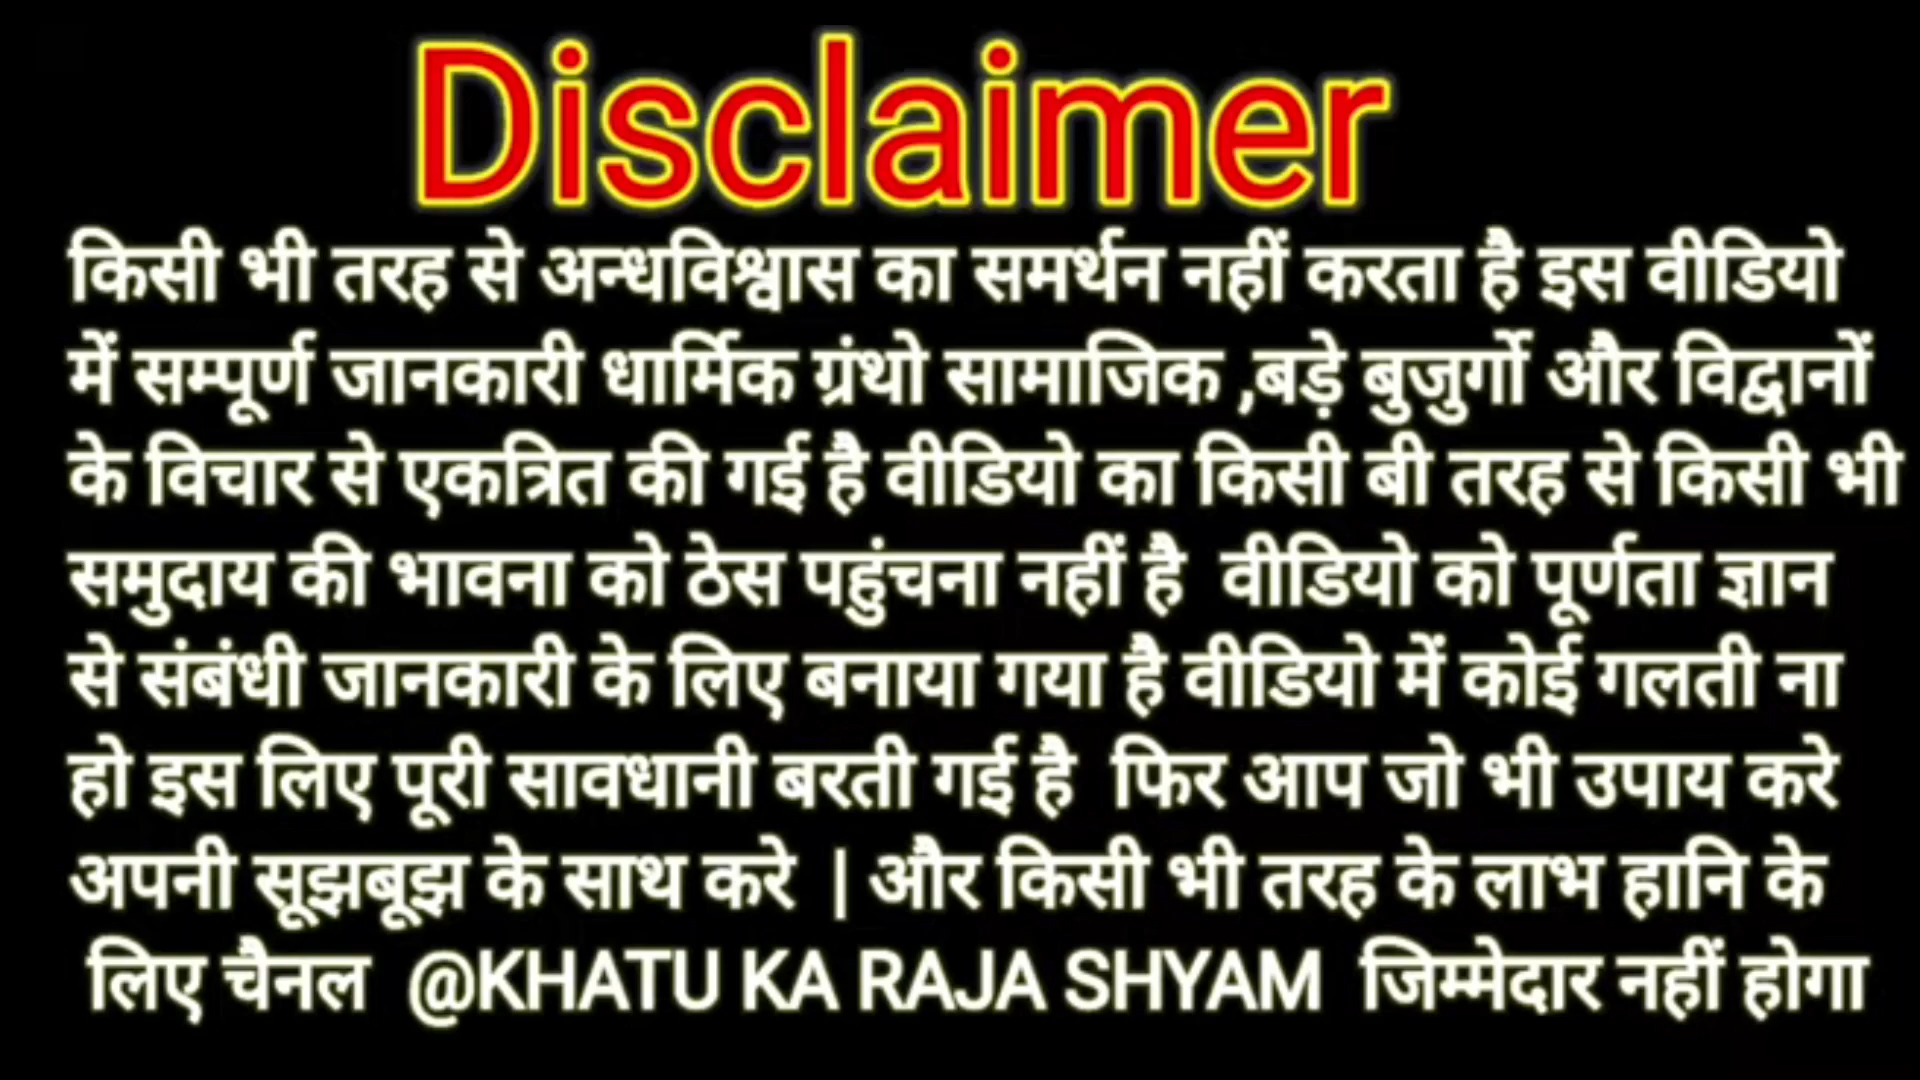 Disclaimer
किसी भी तरह से अन्धविश्वास का समर्थन नहीं करता है इस वीडियो
में सम्पूर्ण जानकारी धार्मिक ग्रंथो सामाजिक ,बड़े बुजुर्गो और विद्वानों
के विचार से एकत्रित की गई है वीडियो का किसी बी तरह से किसी भी
समुदाय की भावना को ठेस पहुंचना नहीं है वीडियो को पूर्णता ज्ञान
से संबंधी जानकारी के लिए बनाया गया है वीडियो में कोई गलती ना
हो इस लिए पूरी सावधानी बरती गई है फिर आप जो भी उपाय करे
अपनी सूझबूझ के साथ करे | और किसी भी तरह के लाभ हानि के
लिए चैनल @KHATU KA RAJA SHYAM जिम्मेदार नहीं होगा